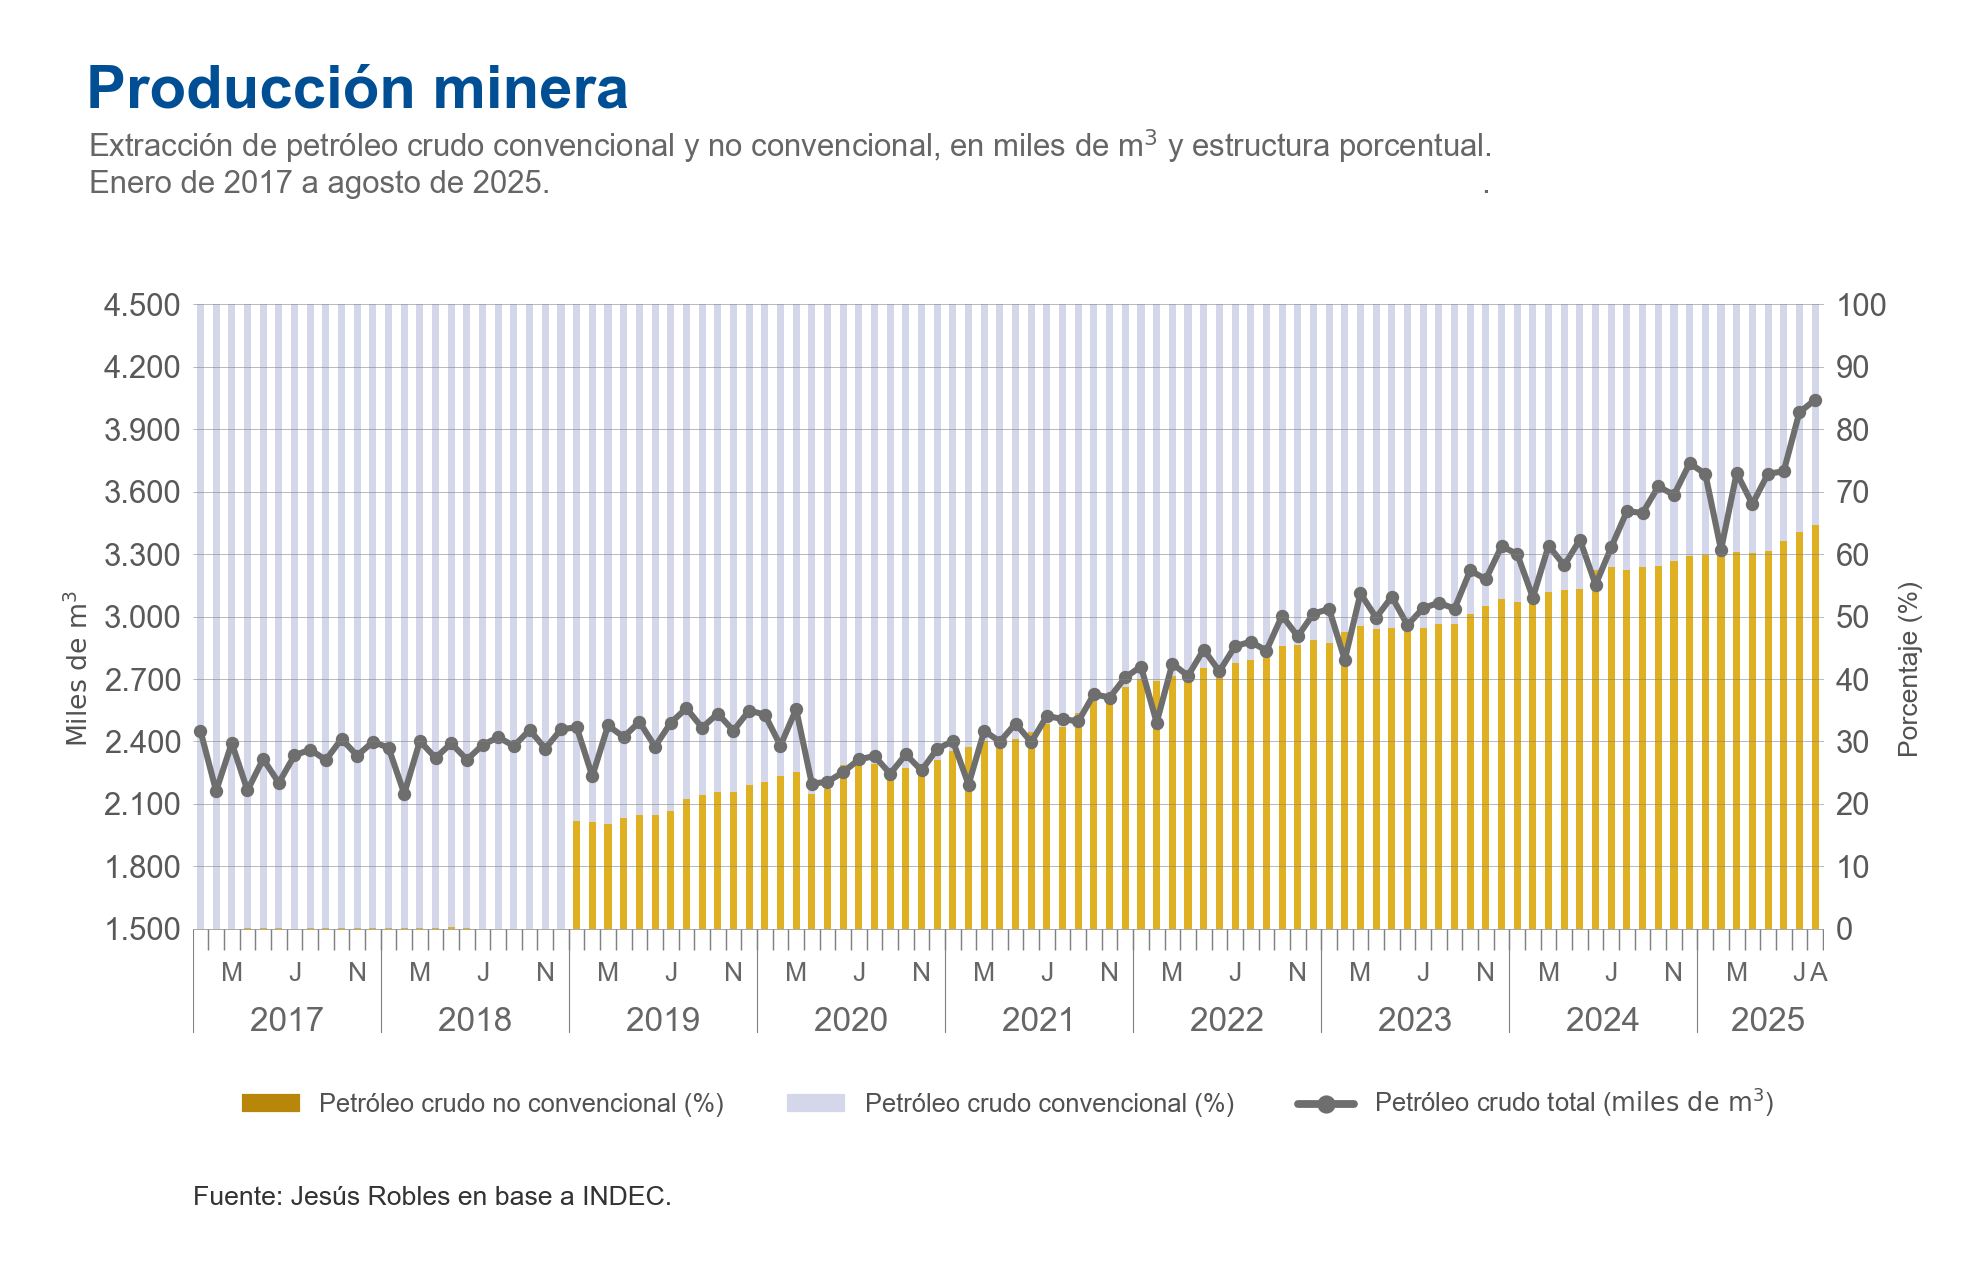 Producción minera
Extracción de petróleo crudo convencional y no convencional, en miles de m³ y estructura porcentual.
Enero de 2017 a agosto de 2025. .
4.500 100
4.200 90
3.900 80
3.600 70
3.300 60
3.000 50
2.700 40
2.400 30
2.100 20
1.800 10
1.500 0
Miles de m³
Porcentaje (%)
M J N M J N M J N M J N M J N M J N M J N M J N M J A
2017 2018 2019 2020 2021 2022 2023 2024 2025
Petróleo crudo no convencional (%) Petróleo crudo convencional (%) Petróleo crudo total (miles de m³)
Fuente: Jesús Robles en base a INDEC.